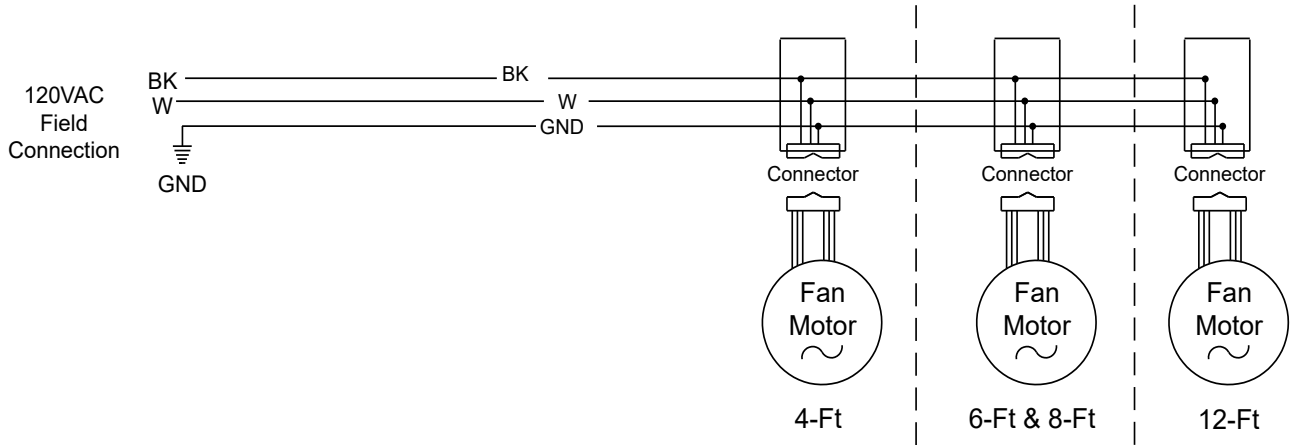 120VAC
Field
Connection
BK
W
GND
BK
W
GND
Connector
Connector
Connector
Fan
Motor
Fan
Motor
Fan
Motor
4-Ft
6-Ft & 8-Ft
12-Ft